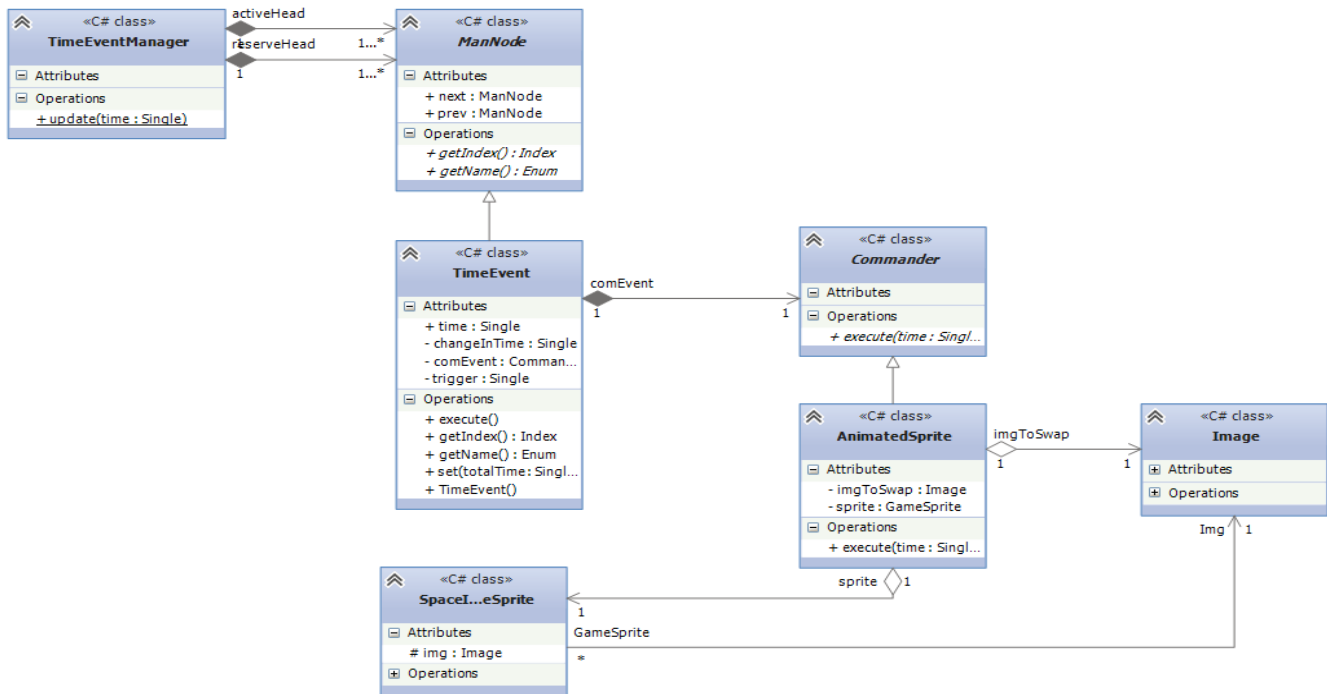 «C# class»
TimeEventManager
Attributes
Operations
+ update(time : Single)
activeHead
1
1...*
reserveHead
1
1...*
«C# class»
ManNode
Attributes
+ next : ManNode
+ prev : ManNode
Operations
+ getIndex() : Index
+ getName() : Enum
«C# class»
TimeEvent
Attributes
+ time : Single
- changeInTime : Single
- comEvent : Comman...
- trigger : Single
Operations
+ execute()
+ getIndex() : Index
+ getName() : Enum
+ set(totalTime: Singl...
+ TimeEvent()
comEvent
1
1
«C# class»
Commander
Attributes
Operations
+ execute(time : Singl...
«C# class»
AnimatedSprite
Attributes
- imgToSwap : Image
- sprite : GameSprite
Operations
+ execute(time : Singl...
imgToSwap
1
1
«C# class»
Image
Attributes
Operations
Img
1
sprite
1
1
«C# class»
SpaceI...eSprite
Attributes
# img : Image
Operations
GameSprite
*